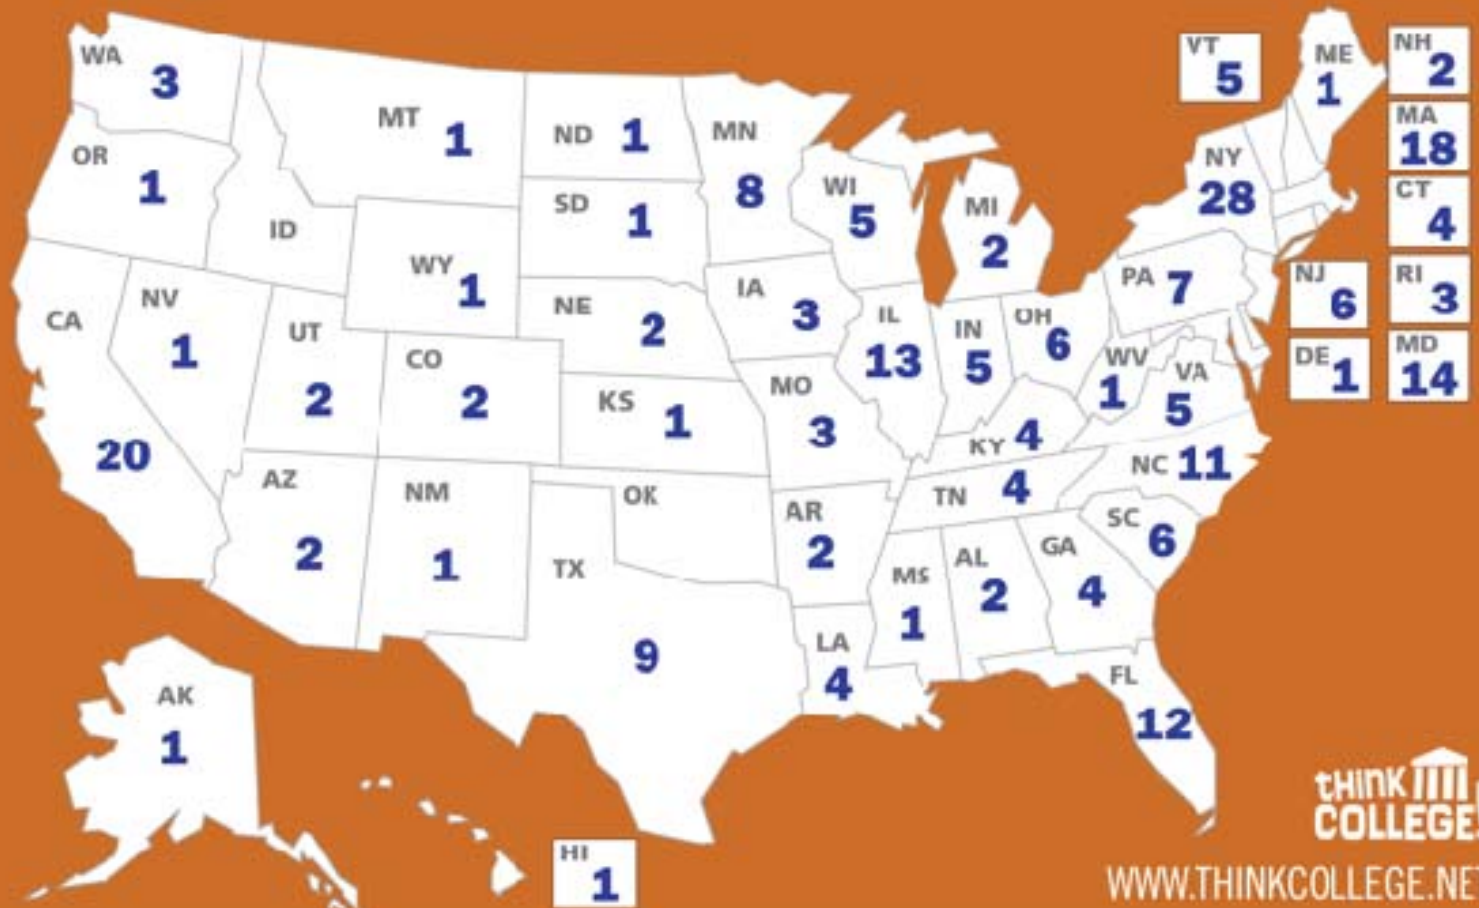 WA 3
OR 1
CA 20
NV 1
ID
MT 1
WY 1
UT 2
AZ 2
CO 2
NM 1
ND 1
SD 1
NE 2
KS 1
OK
TX 9
MN 8
IA 3
MO 3
AR 2
LA 4
WI 5
IL 13
MI 2
IN 5
OH 6
KY 4
TN 4
MS 1
AL 2
GA 4
FL 12
SC 6
NC 11
VA 5
WV 1
PA 7
NY 28
VT 5
ME 1
NH 2
MA 18
CT 4
RI 3
NJ 6
DE 1
MD 14
AK 1
HI 1
tHiNK
COLLEGE
WWW.THINKCOLLEGE.NE